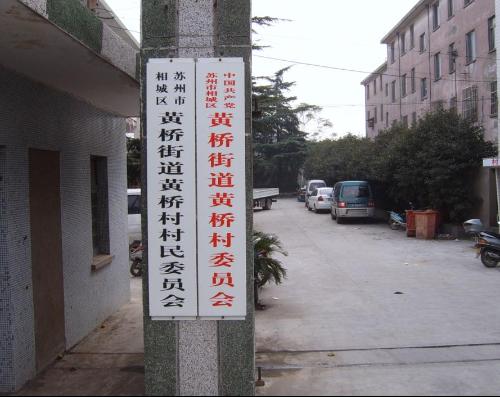 中国共产党
苏州市相城区
黄桥街道黄桥村委员会
苏州市
相城区
黄桥街道黄桥村村民委员会